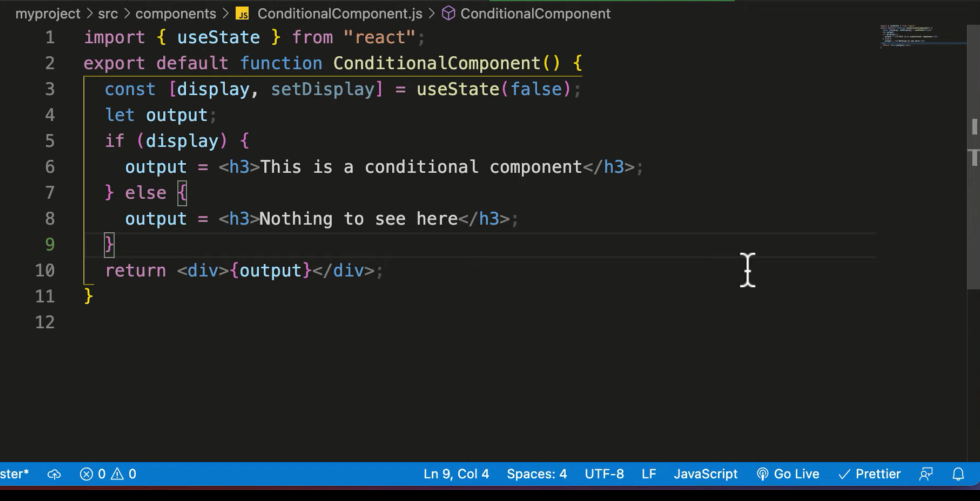 myproject > src > components > JS ConditionalComponent.js > ConditionalComponent
1 import { useState } from "react";
2 export default function ConditionalComponent() {
3 const [display, setDisplay] = useState(false);
4 let output;
5 if (display) {
6 output = <h3>This is a conditional component</h3>;
7 } else {
8 output = <h3>Nothing to see here</h3>;
9 }
10 return <div>{output}</div>;
11 }
12
ster* 0 0 Ln 9, Col 4 Spaces: 4 UTF-8 LF JavaScript Go Live Prettier